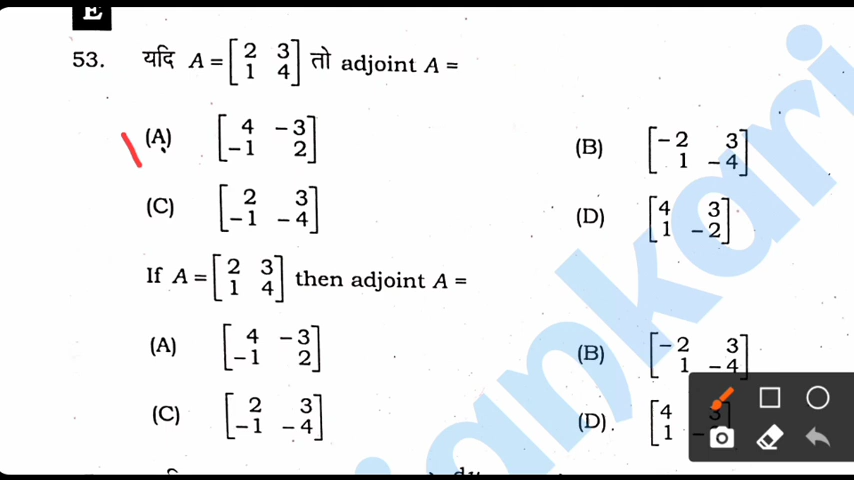 E
53. यदि A = [2 3 1 4] तो adjoint A =
(A) [4 -3 -1 2] (B) [-2 3 1 -4]
(C) [2 3 -1 -4] (D) [4 3 1 -2]
If A = [2 3 1 4] then adjoint A =
(A) [4 -3 -1 2] (B) [-2 3 1 -4]
(C) [2 3 -1 -4] (D). [4 3 1